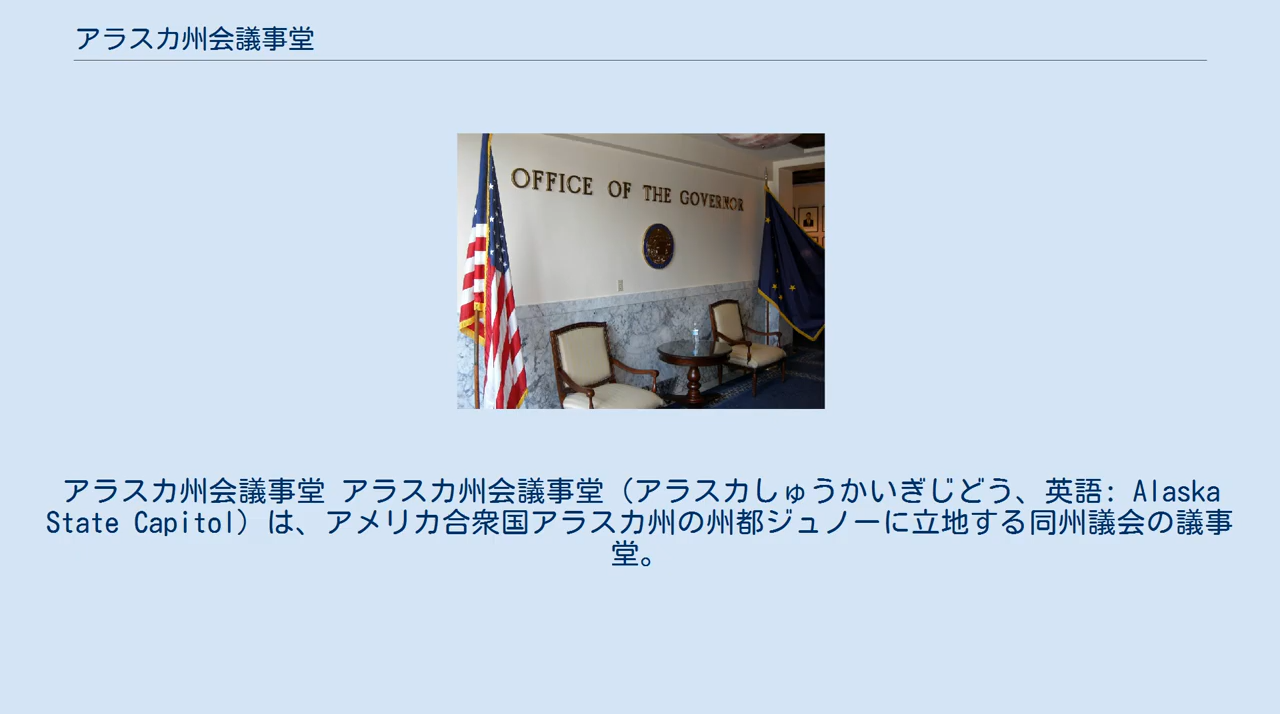 アラスカ州会議事堂
OFFICE OF THE GOVERNOR
アラスカ州会議事堂 アラスカ州会議事堂（アラスカしゅうかいぎじどう、英語: Alaska
State Capitol）は、アメリカ合衆国アラスカ州の州都ジュノーに立地する同州議会の議事
堂。